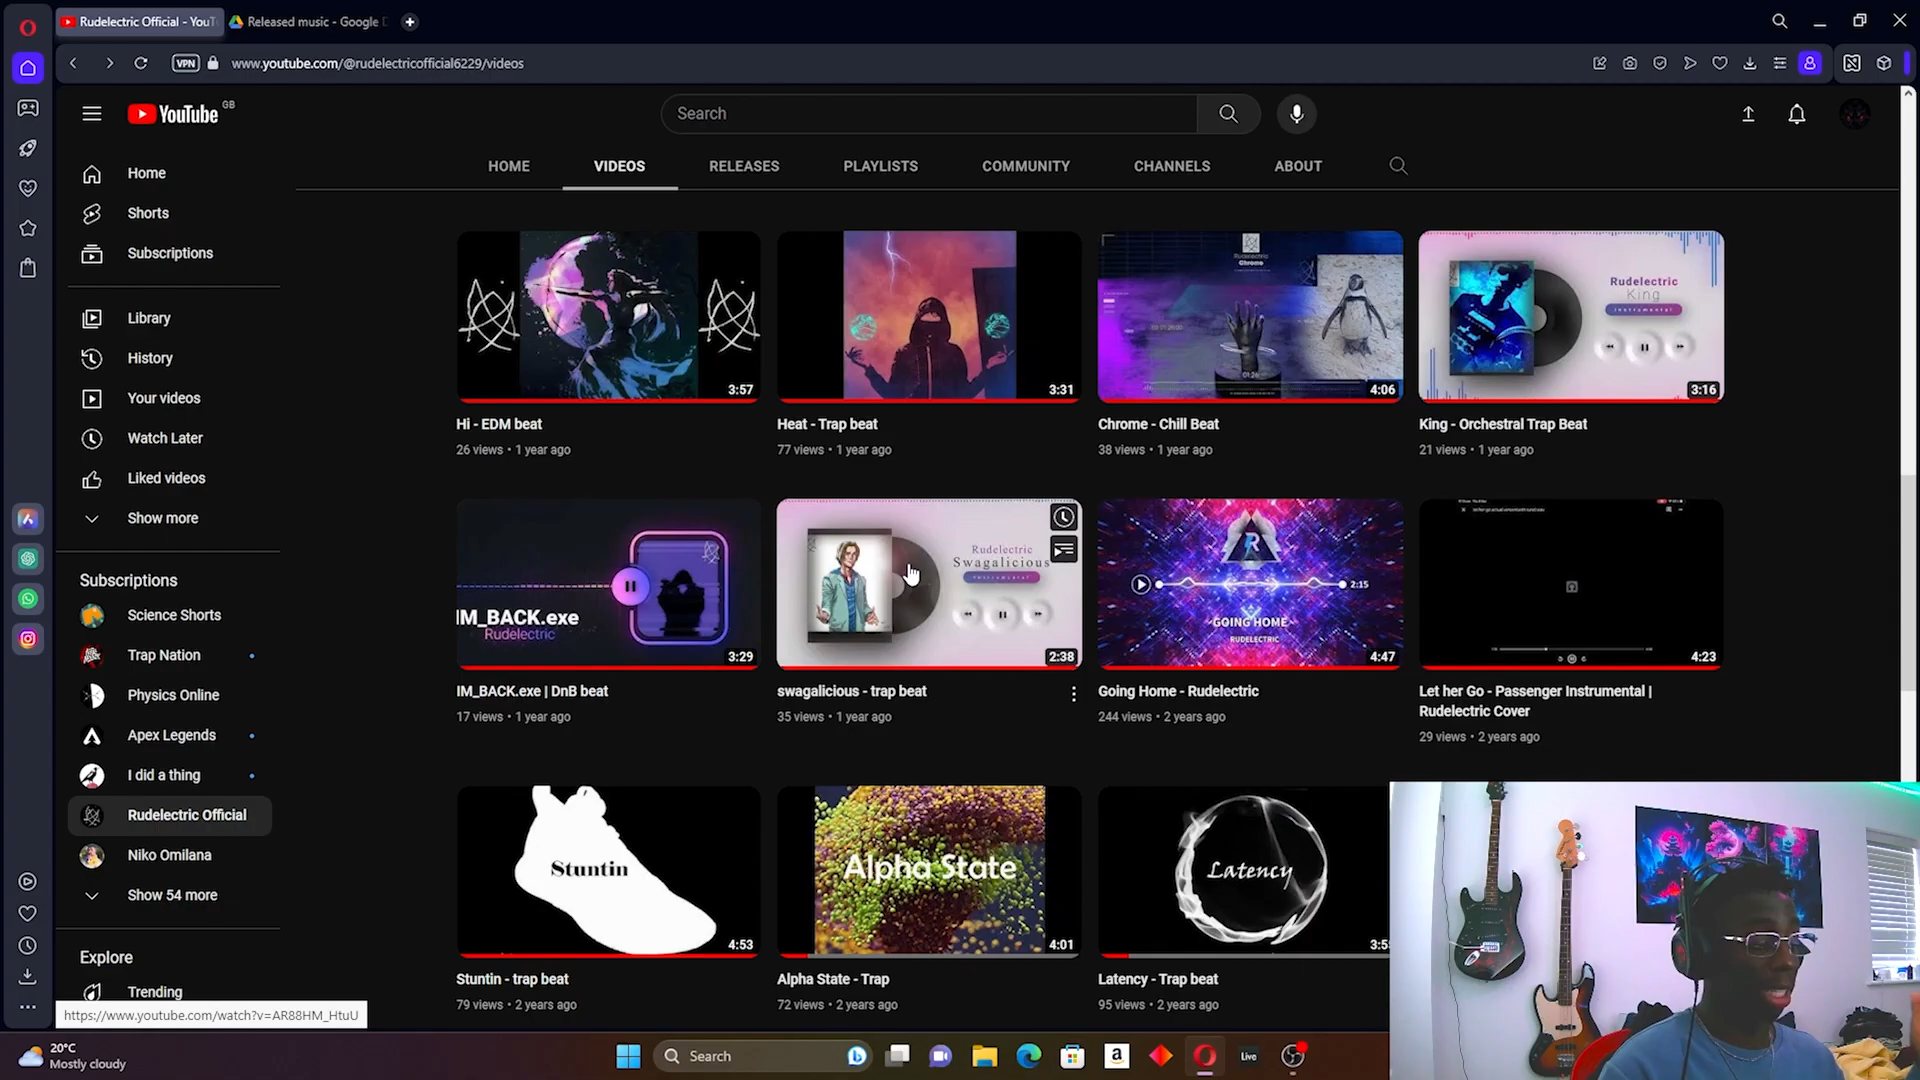 Rudelectric Official - YouT
Released music - Google D
VPN
www.youtube.com/@rudelectricofficial6229/videos
YouTube GB
Search
HOME VIDEOS RELEASES PLAYLISTS COMMUNITY CHANNELS ABOUT
Home
Shorts
Subscriptions
Library
History
Your videos
Watch Later
Liked videos
Show more
Subscriptions
Science Shorts
Trap Nation
Physics Online
Apex Legends
I did a thing
Rudelectric Official
Niko Omilana
Show 54 more
Explore
Trending
https://www.youtube.com/watch?v=AR88HM_HtuU
3:57
Hi - EDM beat
26 views • 1 year ago
3:31
Heat - Trap beat
77 views • 1 year ago
Rudelectric
Chrome
4:06
Chrome - Chill Beat
38 views • 1 year ago
Rudelectric
King
Instrumental
3:16
King - Orchestral Trap Beat
21 views • 1 year ago
IM_BACK.exe
Rudelectric
3:29
IM_BACK.exe | DnB beat
17 views • 1 year ago
Rudelectric
Swagalicious
Instrumental
2:38
swagalicious - trap beat
35 views • 1 year ago
2:15
GOING HOME
RUDELECTRIC
4:47
Going Home - Rudelectric
244 views • 2 years ago
4:23
Let her Go - Passenger Instrumental |
Rudelectric Cover
29 views • 2 years ago
Stuntin
4:53
Stuntin - trap beat
79 views • 2 years ago
Alpha State
4:01
Alpha State - Trap
72 views • 2 years ago
Latency
Latency - Trap beat
95 views • 2 years ago
20°C
Mostly cloudy
Search
Live